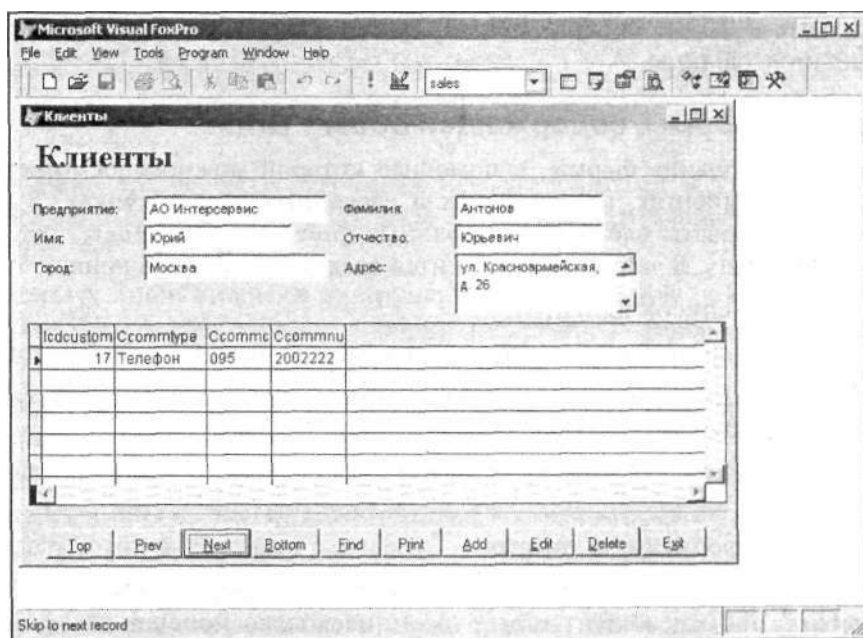 Microsoft Visual FoxPro
File Edit View Tools Program Window Help
sales
Клиенты
Клиенты
Предприятие: АО Интерсервис Фамилия: Антонов
Имя: Юрий Отчество: Юрьевич
Город: Москва Адрес: ул. Красноармейская,
д. 26
Icdcustom Ccommtype Ccommc Ccommnu
17 Телефон 095 2002222
Top Prev Next Bottom Find Print Add Edit Delete Exit
Skip to next record